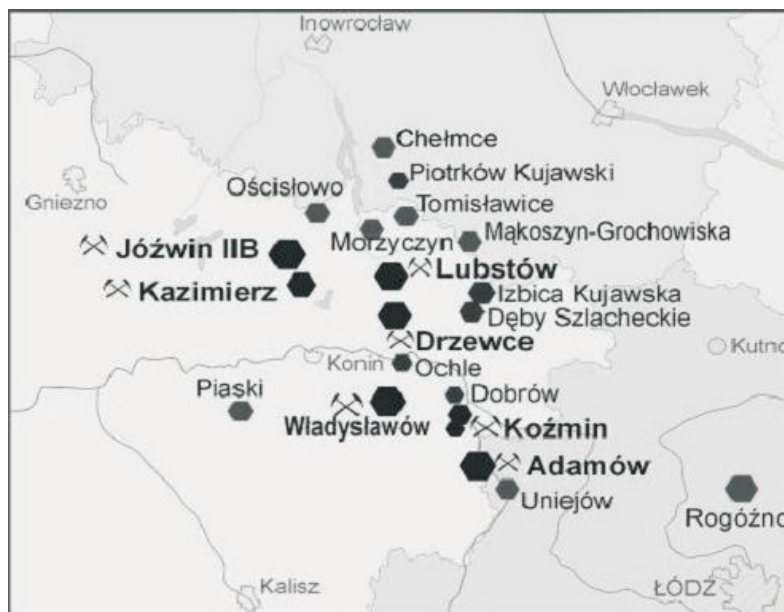 Inowrocław
Włocławek
Chełmce
Piotrków Kujawski
Gniezno
Ościsłowo
Tomisławice
Morzyczyn
Mąkoszyn-Grochowiska
Jóźwin IIB
Lubstów
Kazimierz
Izbica Kujawska
Dęby Szlacheckie
Drzewce
Kutno
Konin
Ochle
Piaski
Dobrów
Władysławów
Koźmin
Adamów
Uniejów
Rogóźno
Kalisz
ŁÓDŹ